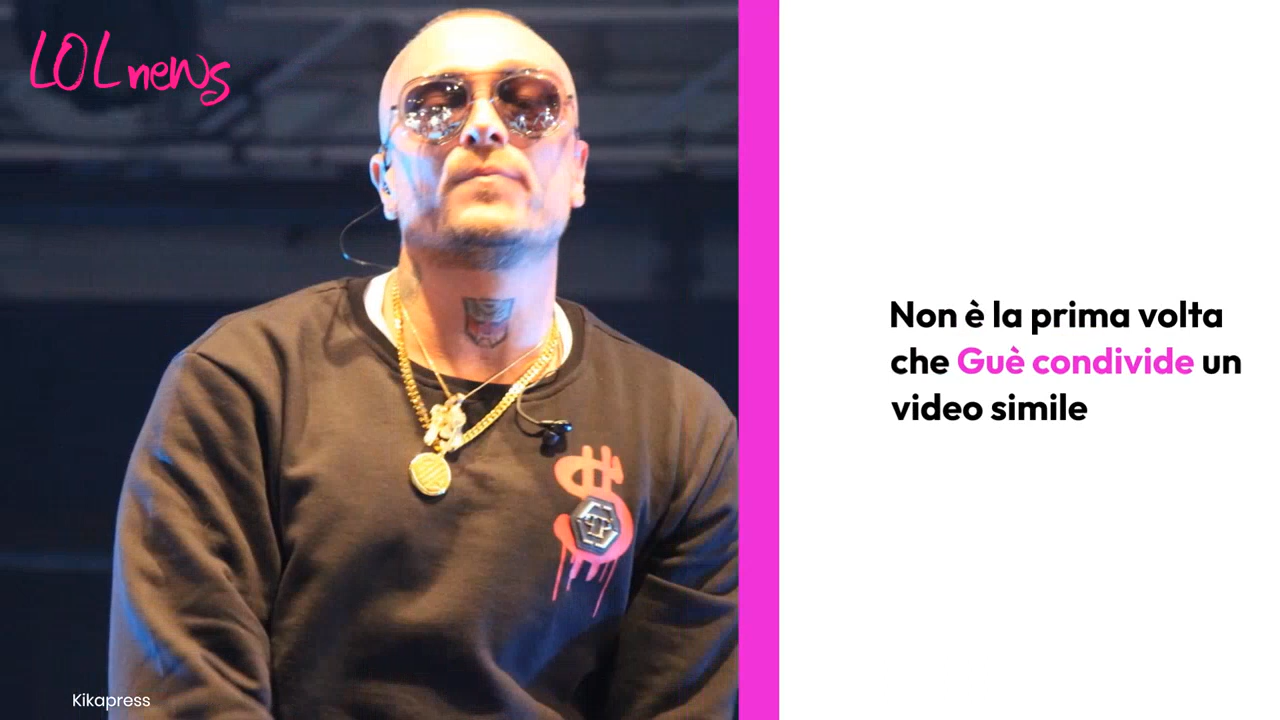 LOL news
Non è la prima volta
che Guè condivide un
video simile
Kikapress